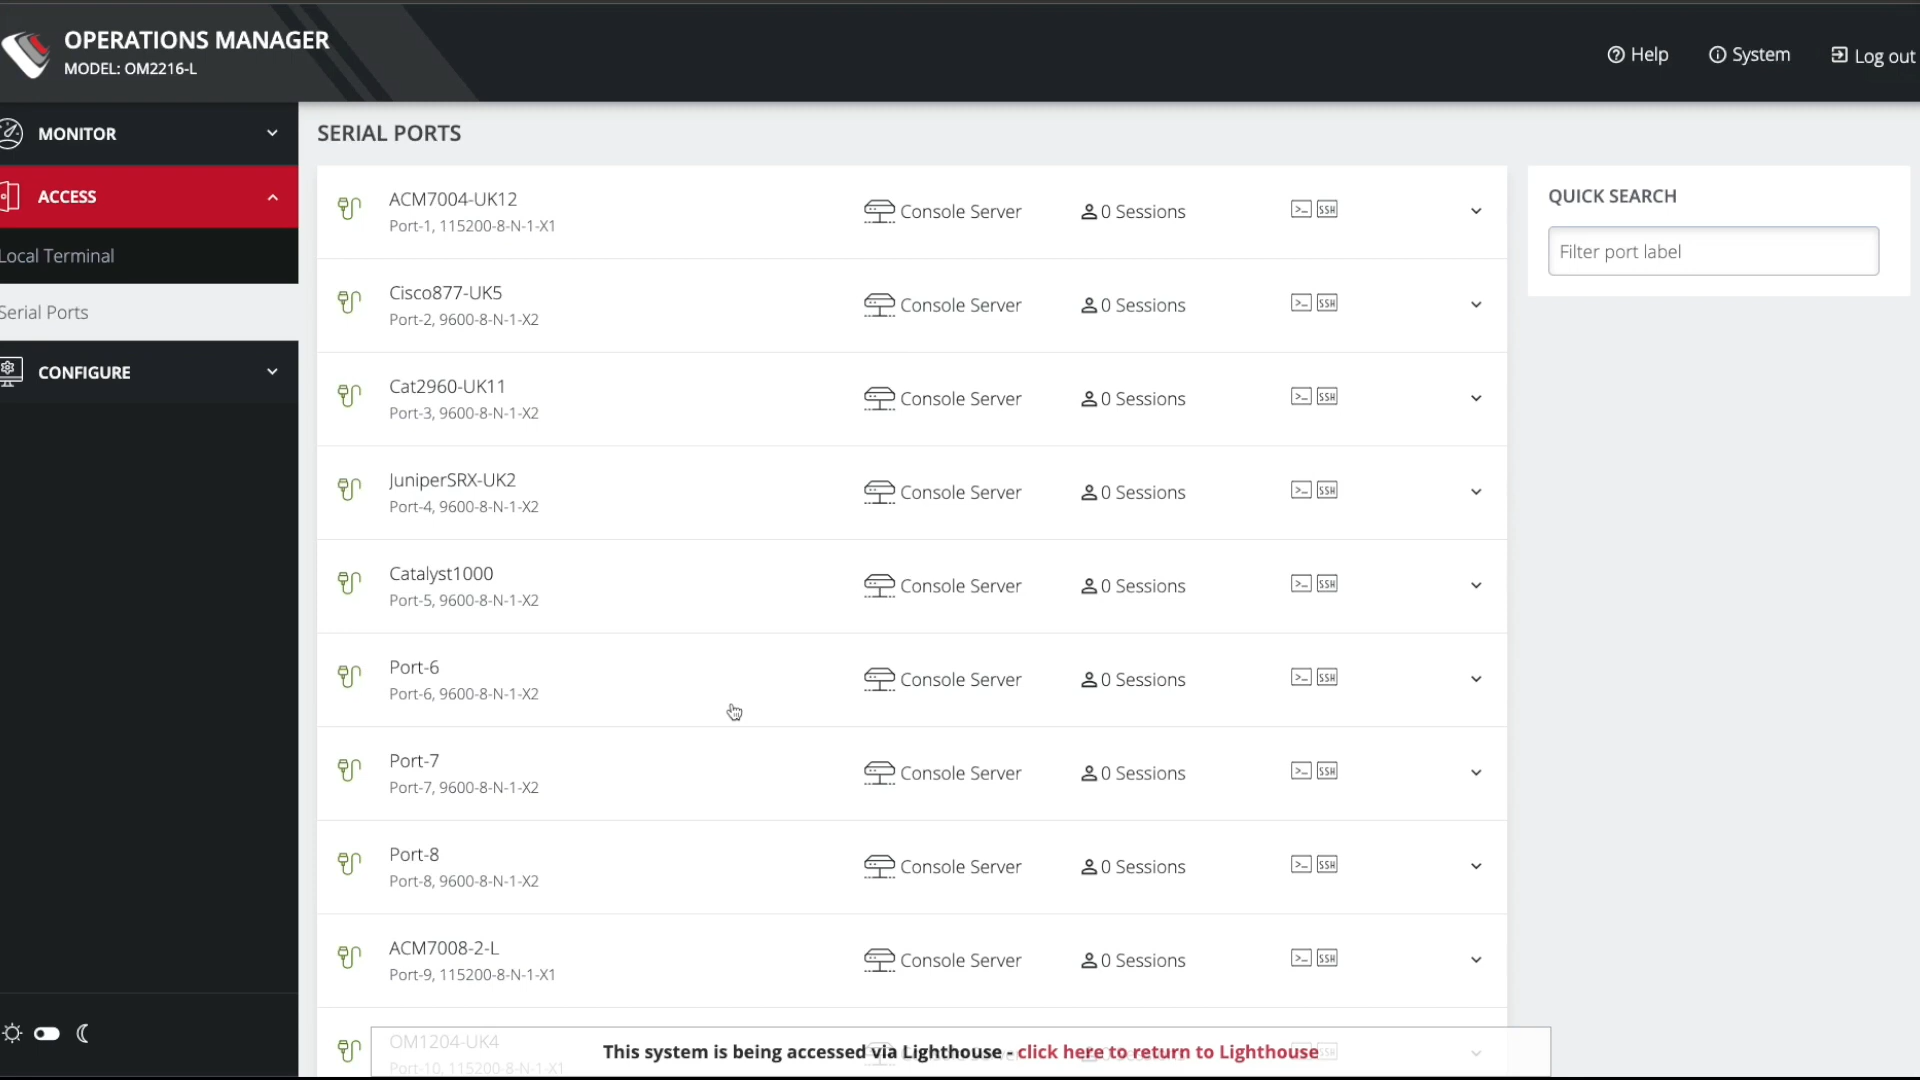 OPERATIONS MANAGER
MODEL: OM2216-L
Help
System
Log out
MONITOR
ACCESS
Local Terminal
Serial Ports
CONFIGURE
SERIAL PORTS
ACM7004-UK12
Port-1, 115200-8-N-1-X1
Console Server
0 Sessions
>_ SSH
Cisco877-UK5
Port-2, 9600-8-N-1-X2
Console Server
0 Sessions
>_ SSH
Cat2960-UK11
Port-3, 9600-8-N-1-X2
Console Server
0 Sessions
>_ SSH
JuniperSRX-UK2
Port-4, 9600-8-N-1-X2
Console Server
0 Sessions
>_ SSH
Catalyst1000
Port-5, 9600-8-N-1-X2
Console Server
0 Sessions
>_ SSH
Port-6
Port-6, 9600-8-N-1-X2
Console Server
0 Sessions
>_ SSH
Port-7
Port-7, 9600-8-N-1-X2
Console Server
0 Sessions
>_ SSH
Port-8
Port-8, 9600-8-N-1-X2
Console Server
0 Sessions
>_ SSH
ACM7008-2-L
Port-9, 115200-8-N-1-X1
Console Server
0 Sessions
>_ SSH
OM1204-UK4
Port-10, 115200-8-N-1-X1
SSH
This system is being accessed via Lighthouse - click here to return to Lighthouse
QUICK SEARCH
Filter port label